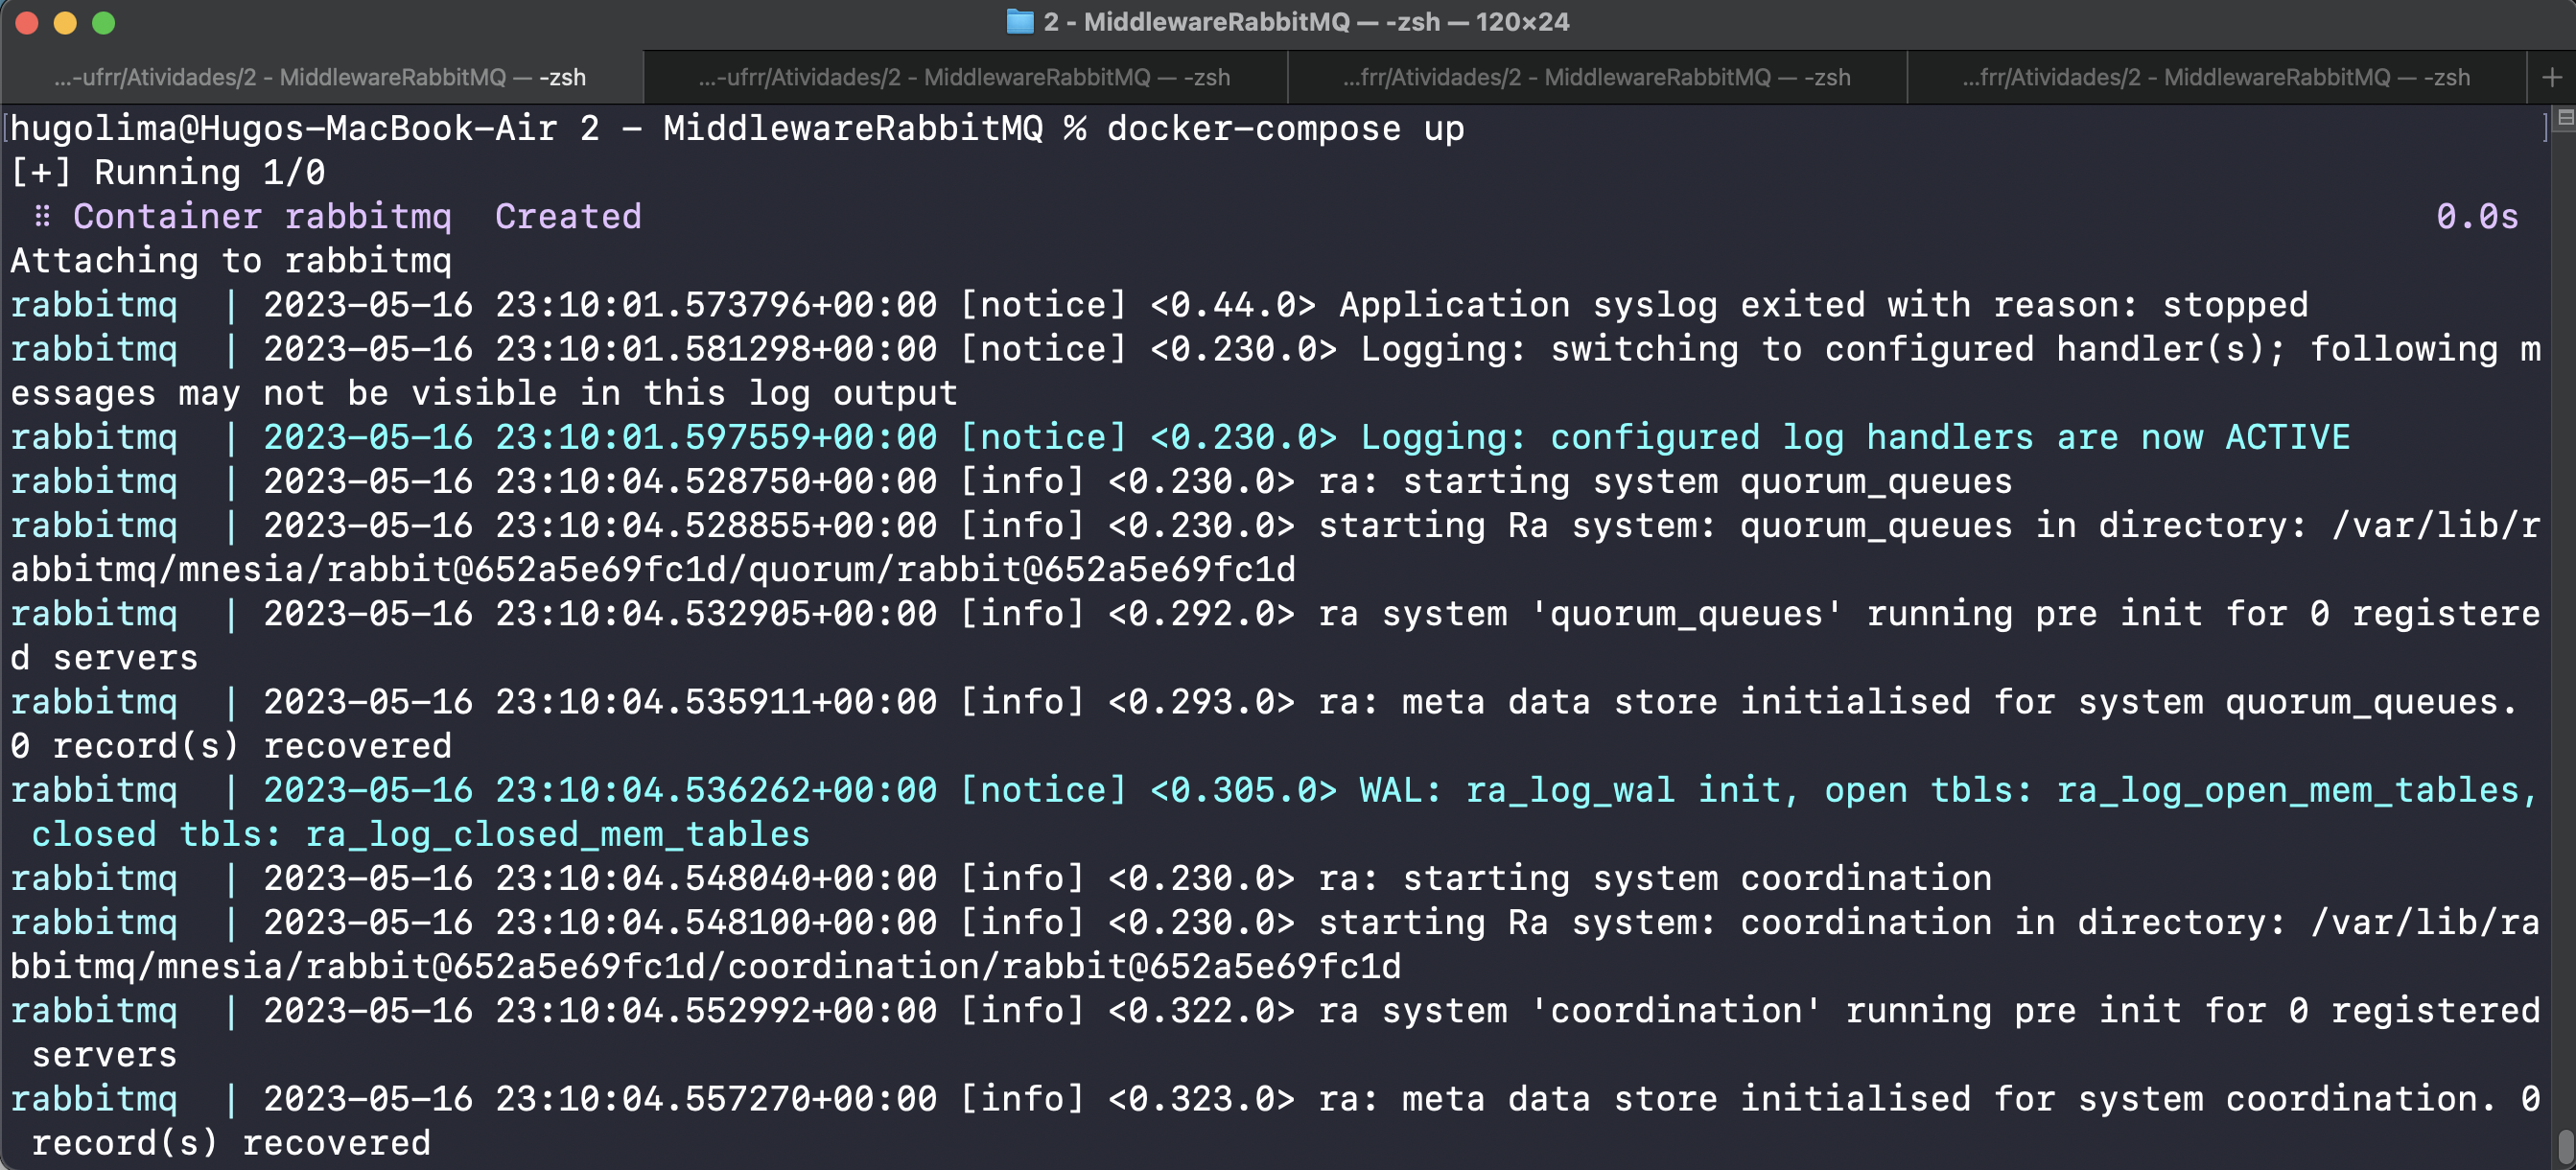 2 - MiddlewareRabbitMQ — -zsh — 120×24
...-ufrr/Atividades/2 - MiddlewareRabbitMQ — -zsh
...-ufrr/Atividades/2 - MiddlewareRabbitMQ — -zsh
...frr/Atividades/2 - MiddlewareRabbitMQ — -zsh
...frr/Atividades/2 - MiddlewareRabbitMQ — -zsh
+
[hugolima@Hugos-MacBook-Air 2 - MiddlewareRabbitMQ % docker-compose up ]
[+] Running 1/0
⠿ Container rabbitmq  Created 0.0s
Attaching to rabbitmq
rabbitmq  | 2023-05-16 23:10:01.573796+00:00 [notice] <0.44.0> Application syslog exited with reason: stopped
rabbitmq  | 2023-05-16 23:10:01.581298+00:00 [notice] <0.230.0> Logging: switching to configured handler(s); following m
essages may not be visible in this log output
rabbitmq  | 2023-05-16 23:10:01.597559+00:00 [notice] <0.230.0> Logging: configured log handlers are now ACTIVE
rabbitmq  | 2023-05-16 23:10:04.528750+00:00 [info] <0.230.0> ra: starting system quorum_queues
rabbitmq  | 2023-05-16 23:10:04.528855+00:00 [info] <0.230.0> starting Ra system: quorum_queues in directory: /var/lib/r
abbitmq/mnesia/rabbit@652a5e69fc1d/quorum/rabbit@652a5e69fc1d
rabbitmq  | 2023-05-16 23:10:04.532905+00:00 [info] <0.292.0> ra system 'quorum_queues' running pre init for 0 registere
d servers
rabbitmq  | 2023-05-16 23:10:04.535911+00:00 [info] <0.293.0> ra: meta data store initialised for system quorum_queues.
0 record(s) recovered
rabbitmq  | 2023-05-16 23:10:04.536262+00:00 [notice] <0.305.0> WAL: ra_log_wal init, open tbls: ra_log_open_mem_tables,
closed tbls: ra_log_closed_mem_tables
rabbitmq  | 2023-05-16 23:10:04.548040+00:00 [info] <0.230.0> ra: starting system coordination
rabbitmq  | 2023-05-16 23:10:04.548100+00:00 [info] <0.230.0> starting Ra system: coordination in directory: /var/lib/ra
bbitmq/mnesia/rabbit@652a5e69fc1d/coordination/rabbit@652a5e69fc1d
rabbitmq  | 2023-05-16 23:10:04.552992+00:00 [info] <0.322.0> ra system 'coordination' running pre init for 0 registered
servers
rabbitmq  | 2023-05-16 23:10:04.557270+00:00 [info] <0.323.0> ra: meta data store initialised for system coordination. 0
record(s) recovered